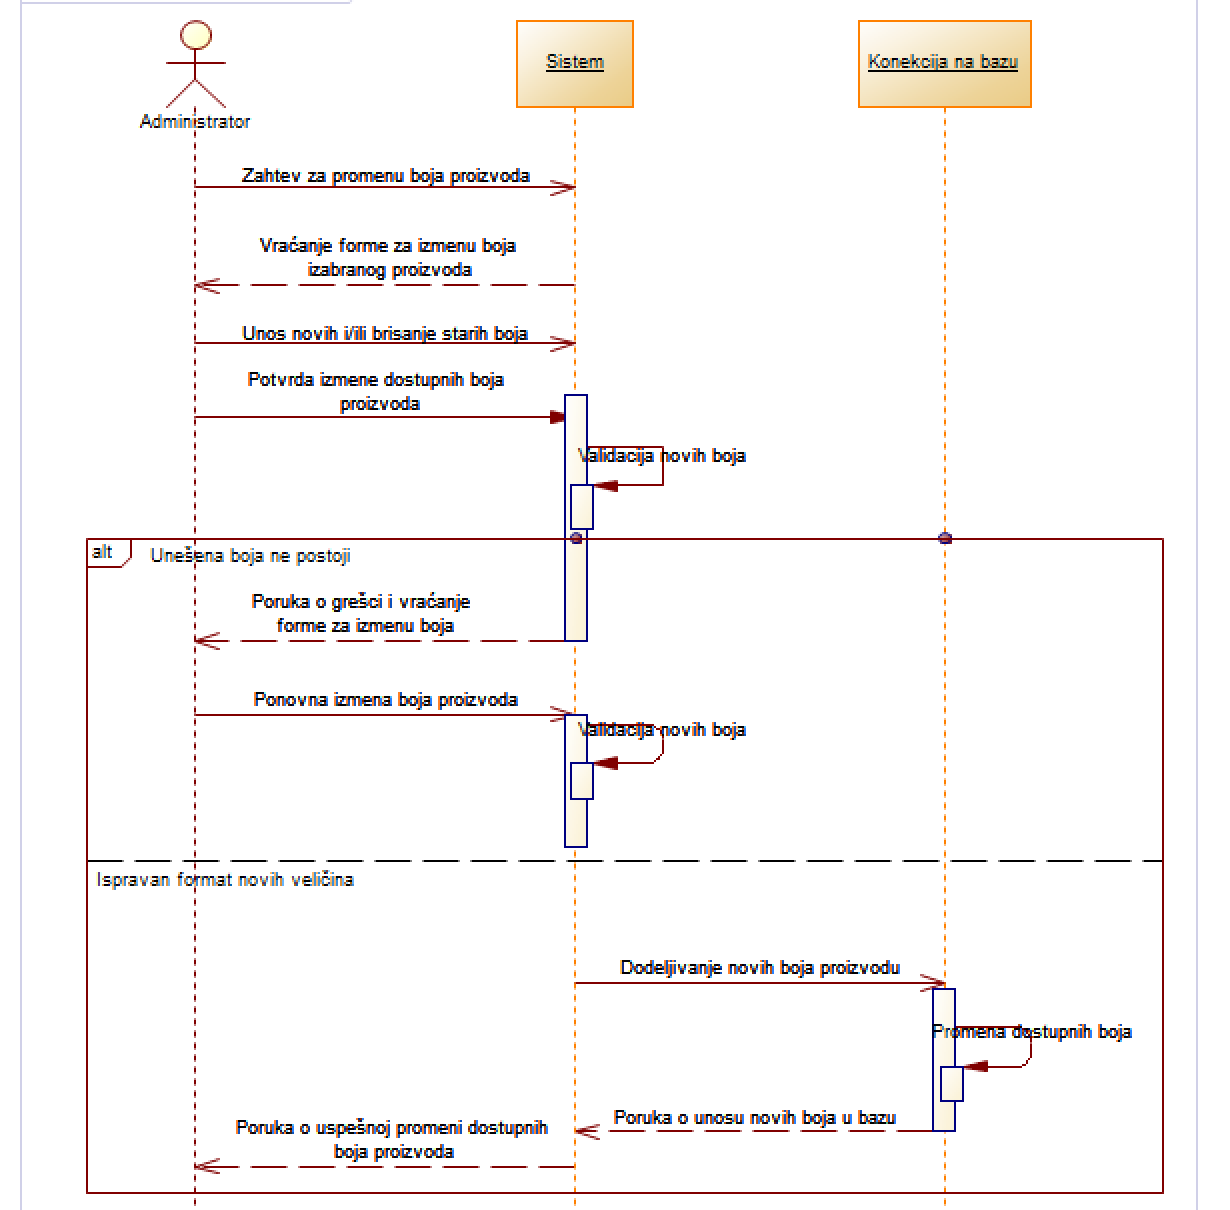 Sistem
Konekcija na bazu
Administrator
Zahtev za promenu boja proizvoda
Vraćanje forme za izmenu boja
izabranog proizvoda
Unos novih i/ili brisanje starih boja
Potvrda izmene dostupnih boja
proizvoda
Validacija novih boja
alt
Unešena boja ne postoji
Poruka o grešci i vraćanje
forme za izmenu boja
Ponovna izmena boja proizvoda
Validacija novih boja
Ispravan format novih veličina
Dodeljivanje novih boja proizvodu
Promena dostupnih boja
Poruka o unosu novih boja u bazu
Poruka o uspešnoj promeni dostupnih
boja proizvoda